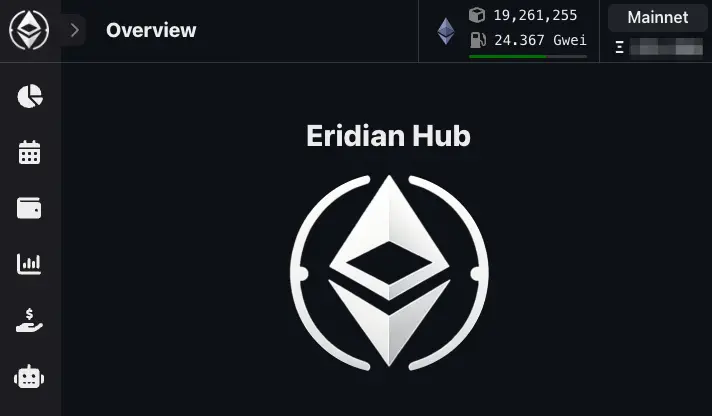 Overview
19,261,255
24.367 Gwei
Mainnet
Ξ
Eridian Hub